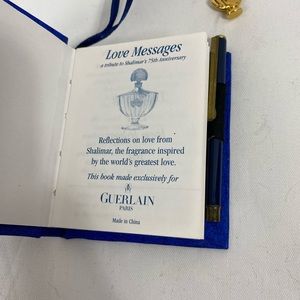 Love Messages
a tribute to Shalimar's 75th Anniversary
Reflections on love from
Shalimar, the fragrance inspired
by the world's greatest love.
This book made exclusively for
GUERLAIN
PARIS
Made in China